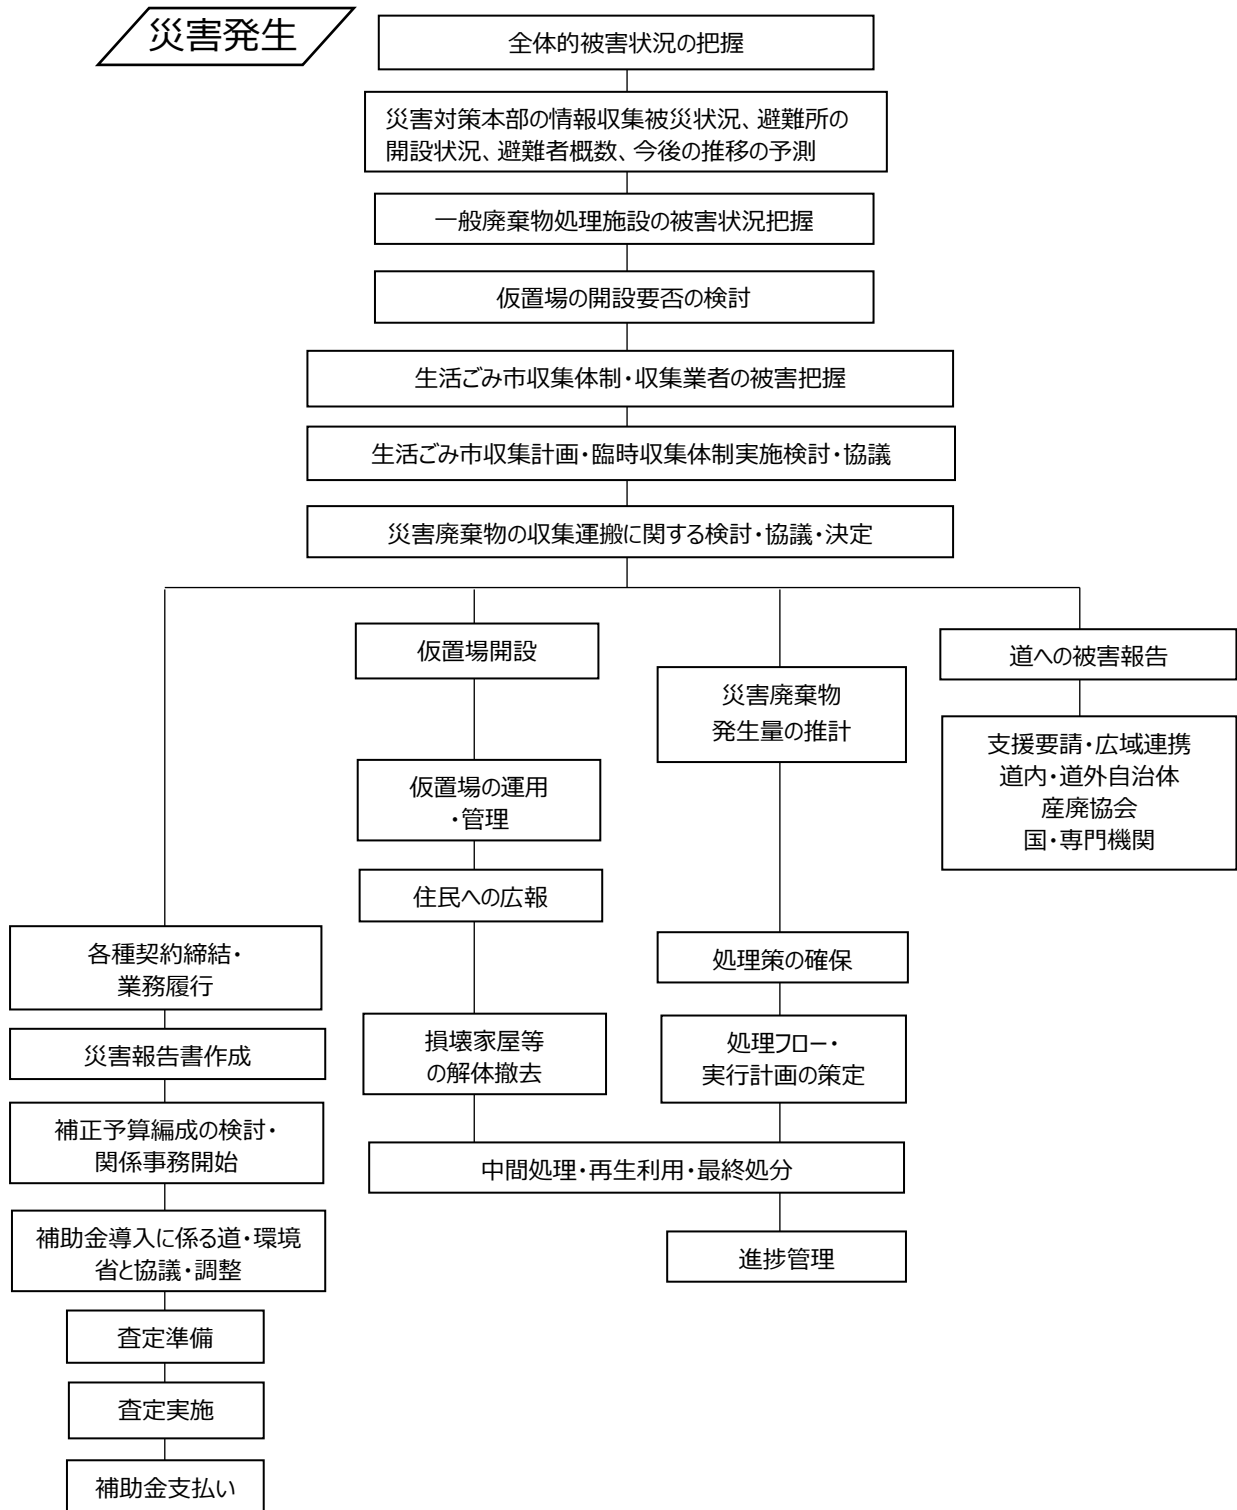 災害発生
全体的被害状況の把握
災害対策本部の情報収集被災状況、避難所の
開設状況、避難者概数、今後の推移の予測
一般廃棄物処理施設の被害状況把握
仮置場の開設要否の検討
生活ごみ市収集体制・収集業者の被害把握
生活ごみ市収集計画・臨時収集体制実施検討・協議
災害廃棄物の収集運搬に関する検討・協議・決定
各種契約締結・
業務履行
災害報告書作成
補正予算編成の検討・
関係事務開始
補助金導入に係る道・環境
省と協議・調整
査定準備
査定実施
補助金支払い
仮置場開設
仮置場の運用
・管理
住民への広報
損壊家屋等
の解体撤去
災害廃棄物
発生量の推計
処理策の確保
処理フロー・
実行計画の策定
中間処理・再生利用・最終処分
進捗管理
道への被害報告
支援要請・広域連携
道内・道外自治体
産廃協会
国・専門機関